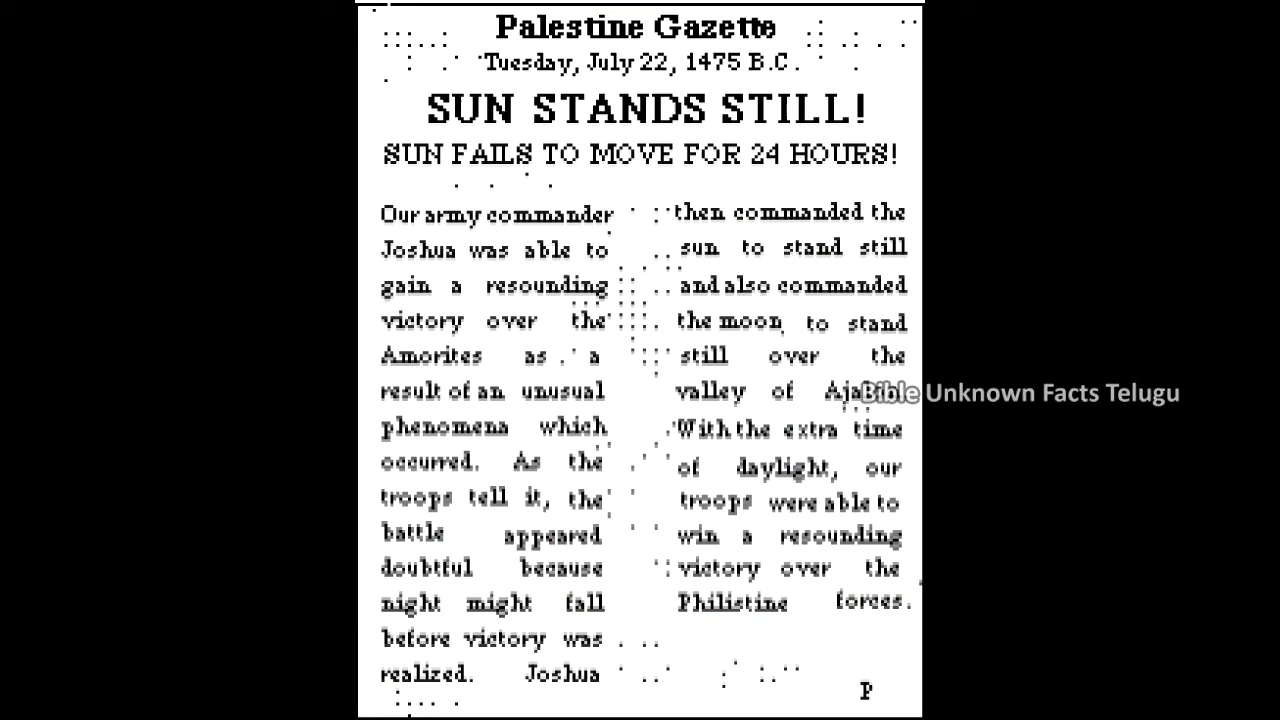 Palestine Gazette
Tuesday, July 22, 1475 B.C.
SUN STANDS STILL!
SUN FAILS TO MOVE FOR 24 HOURS!
Our army commander
Joshua was able to
gain a resounding
victory over the
Amorites as a
result of an unusual
phenomena which
occurred. As the
troops tell it, the
battle appeared
doubtful because
night might fall
before victory was
realized. Joshua
then commanded the
sun to stand still
and also commanded
the moon to stand
still over the
valley of
With the extra time
of daylight, our
troops were able to
win a resounding
victory over the
Philistine forces.
P
Bible Unknown Facts Telugu